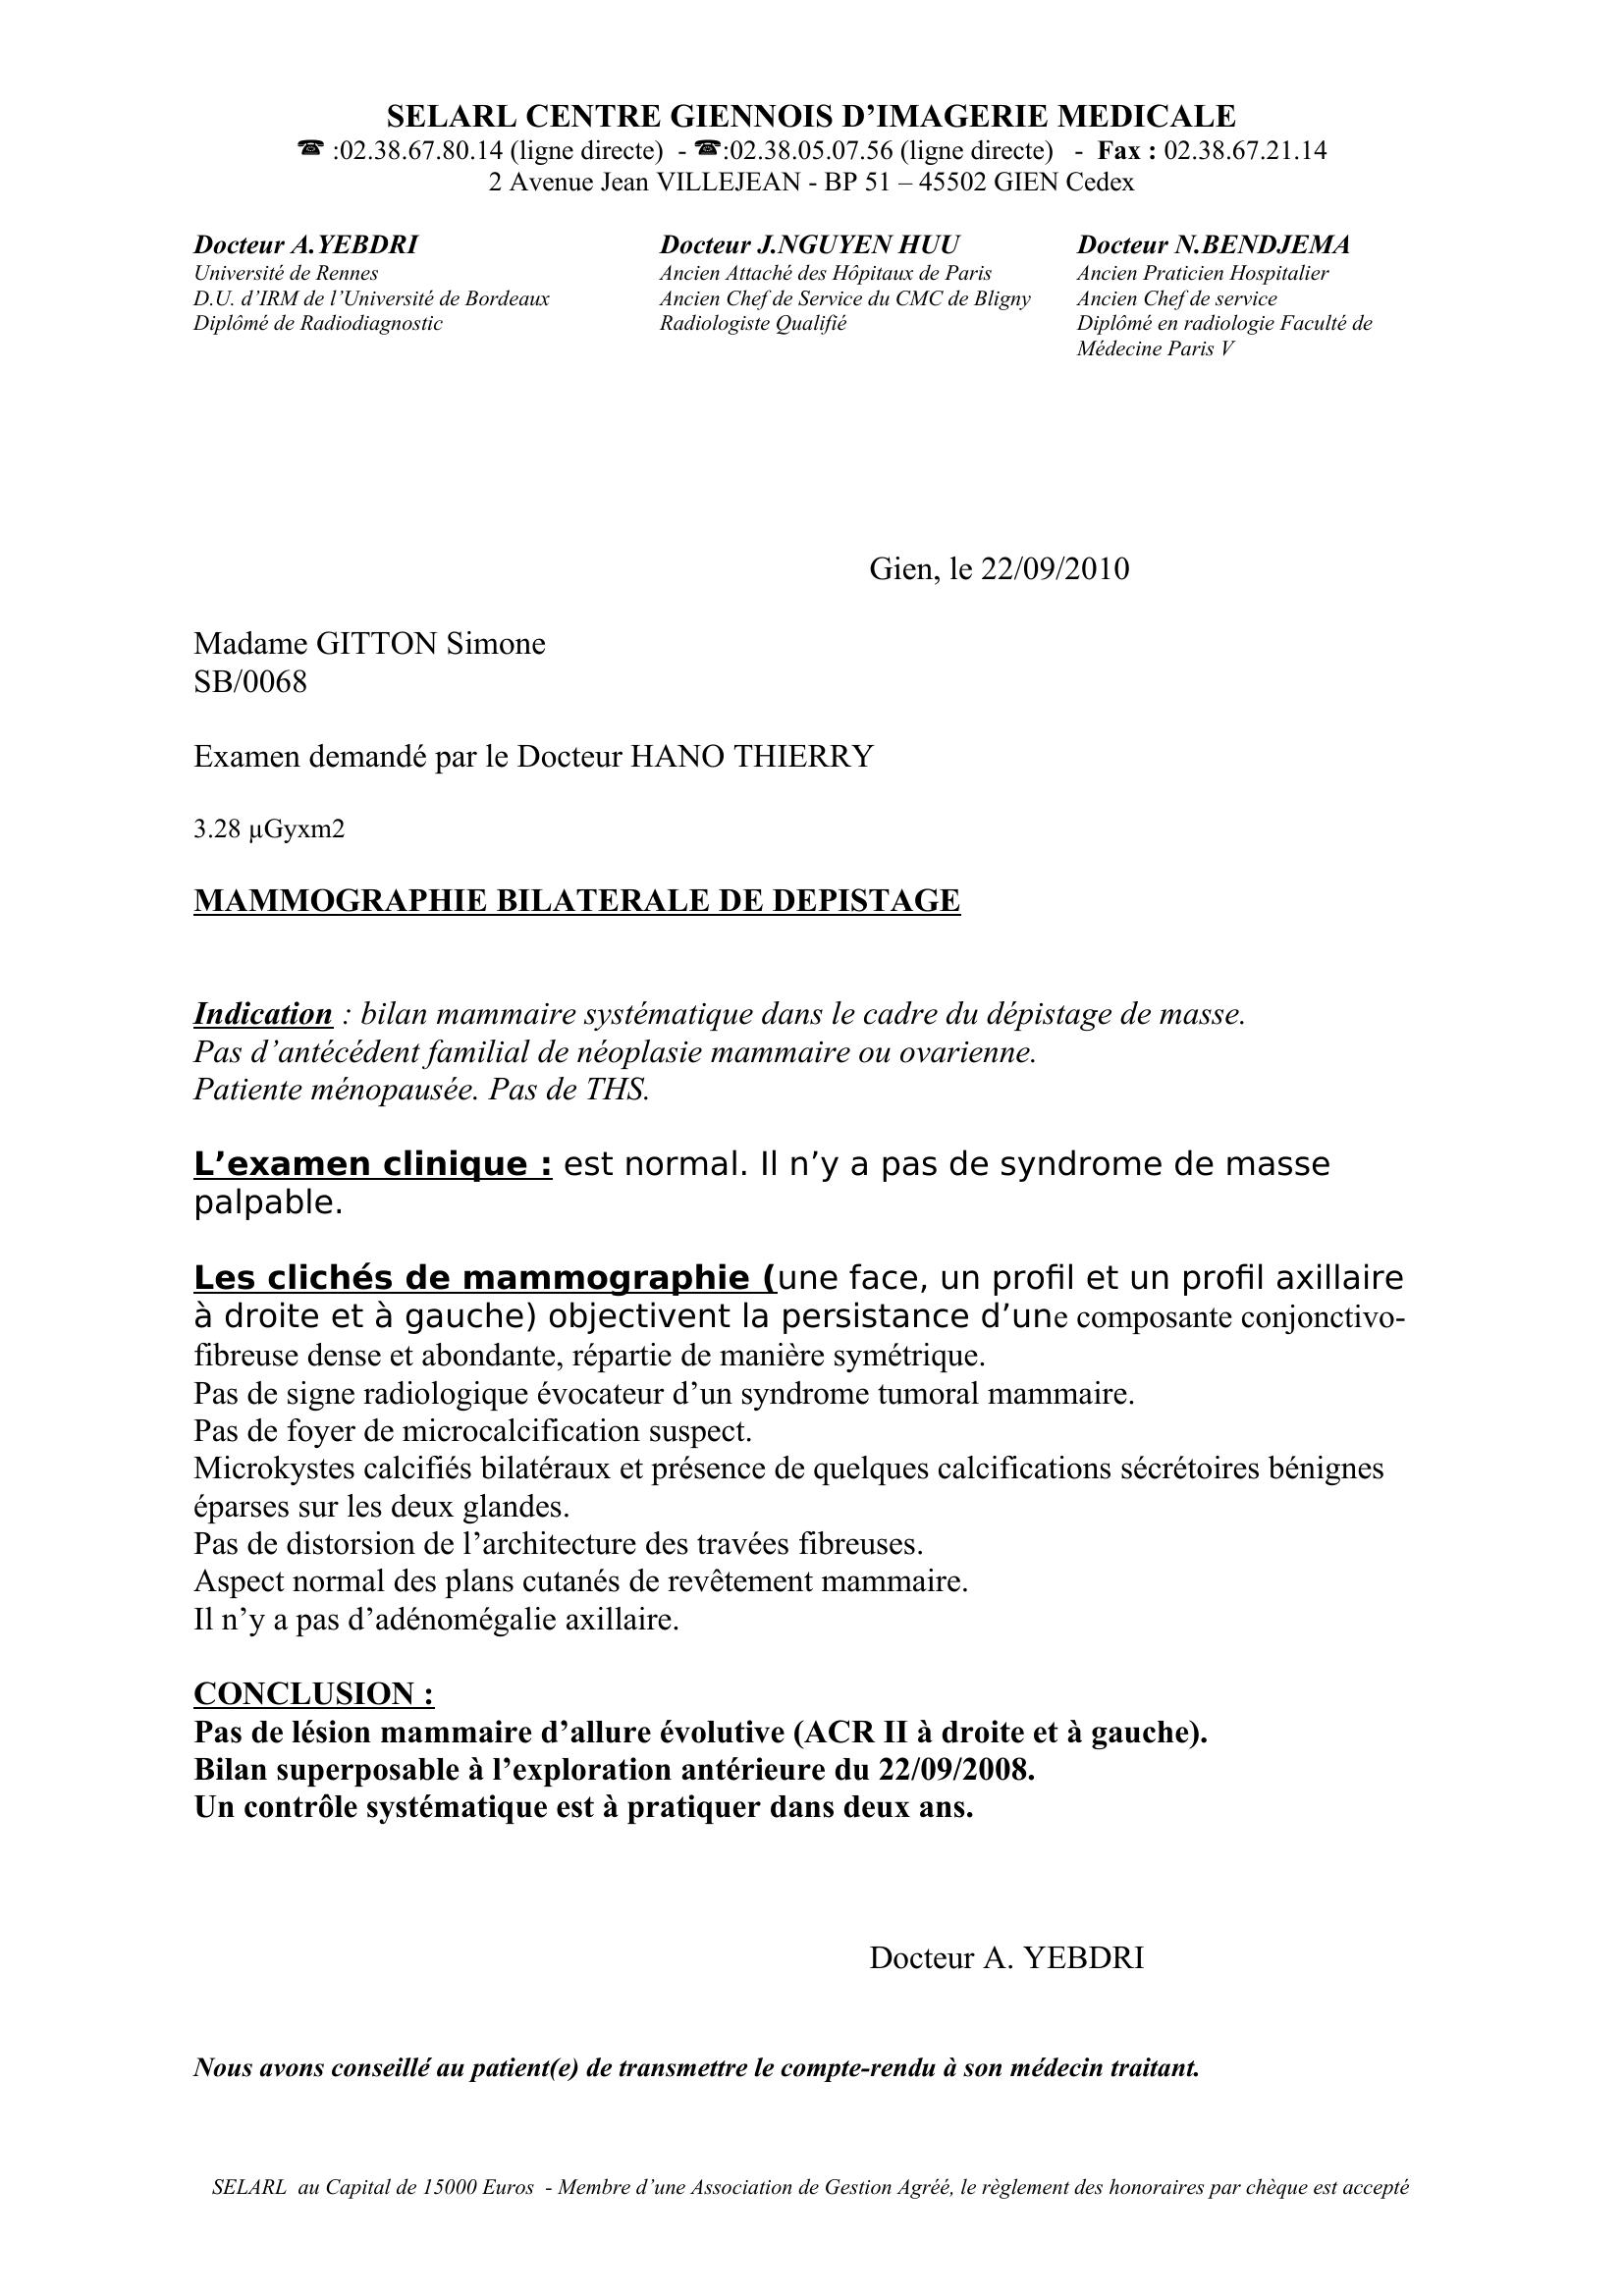 SELARL CENTRE GIENNOIS D’IMAGERIE MEDICALE
☎ :02.38.67.80.14 (ligne directe) - ☎:02.38.05.07.56 (ligne directe) - Fax : 02.38.67.21.14
2 Avenue Jean VILLEJEAN - BP 51 – 45502 GIEN Cedex
Docteur A.YEBDRI
Université de Rennes
D.U. d’IRM de l’Université de Bordeaux
Diplômé de Radiodiagnostic
Docteur J.NGUYEN HUU
Ancien Attaché des Hôpitaux de Paris
Ancien Chef de Service du CMC de Bligny
Radiologiste Qualifié
Docteur N.BENDJEMA
Ancien Praticien Hospitalier
Ancien Chef de service
Diplômé en radiologie Faculté de
Médecine Paris V
Gien, le 22/09/2010
Madame GITTON Simone
SB/0068
Examen demandé par le Docteur HANO THIERRY
3.28 µGyxm2
MAMMOGRAPHIE BILATERALE DE DEPISTAGE
Indication : bilan mammaire systématique dans le cadre du dépistage de masse.
Pas d’antécédent familial de néoplasie mammaire ou ovarienne.
Patiente ménopausée. Pas de THS.
L’examen clinique : est normal. Il n’y a pas de syndrome de masse
palpable.
Les clichés de mammographie (une face, un profil et un profil axillaire
à droite et à gauche) objectivent la persistance d’une composante conjonctivo-
fibreuse dense et abondante, répartie de manière symétrique.
Pas de signe radiologique évocateur d’un syndrome tumoral mammaire.
Pas de foyer de microcalcification suspect.
Microkystes calcifiés bilatéraux et présence de quelques calcifications sécrétoires bénignes
éparses sur les deux glandes.
Pas de distorsion de l’architecture des travées fibreuses.
Aspect normal des plans cutanés de revêtement mammaire.
Il n’y a pas d’adénomégalie axillaire.
CONCLUSION :
Pas de lésion mammaire d’allure évolutive (ACR II à droite et à gauche).
Bilan superposable à l’exploration antérieure du 22/09/2008.
Un contrôle systématique est à pratiquer dans deux ans.
Docteur A. YEBDRI
Nous avons conseillé au patient(e) de transmettre le compte-rendu à son médecin traitant.
SELARL au Capital de 15000 Euros - Membre d’une Association de Gestion Agréé, le règlement des honoraires par chèque est accepté